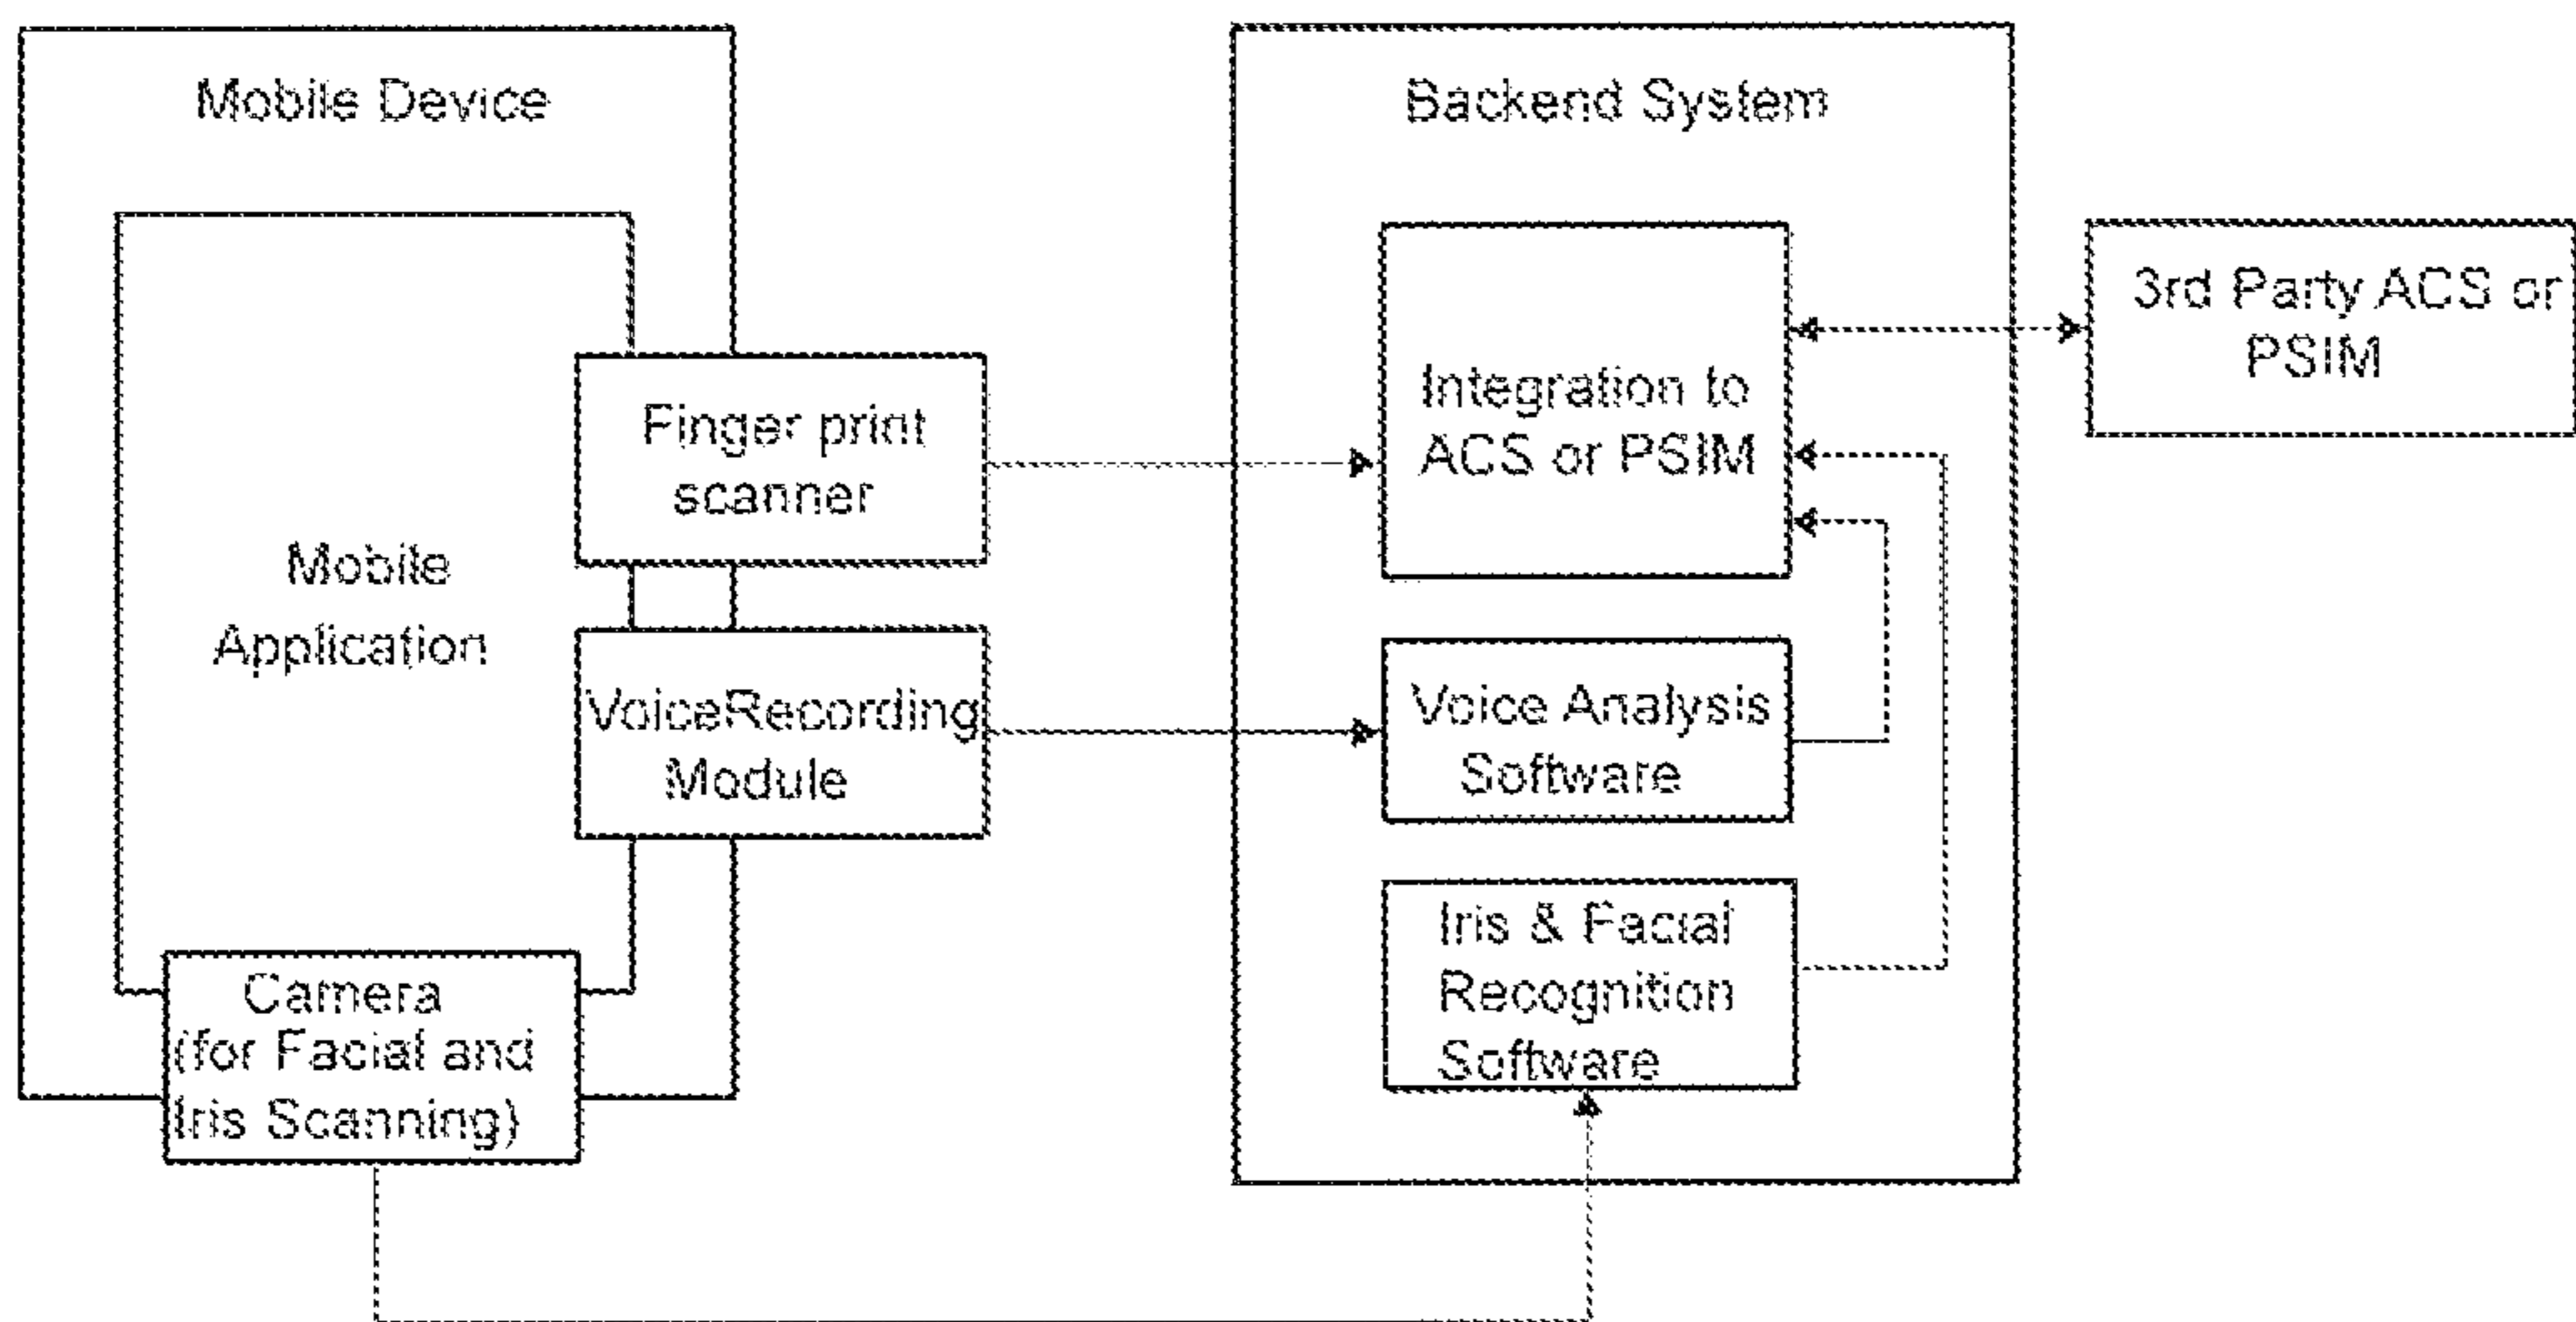 Mobile Device
Mobile
Application
Finger print
scanner
VoiceRecording
Module
Camera
(for Facial and
Iris Scanning)
Backend System
Integration to
ACS or PSIM
Voice Analysis
Software
Iris & Facial
Recognition
Software
3rd Party ACS or
PSIM